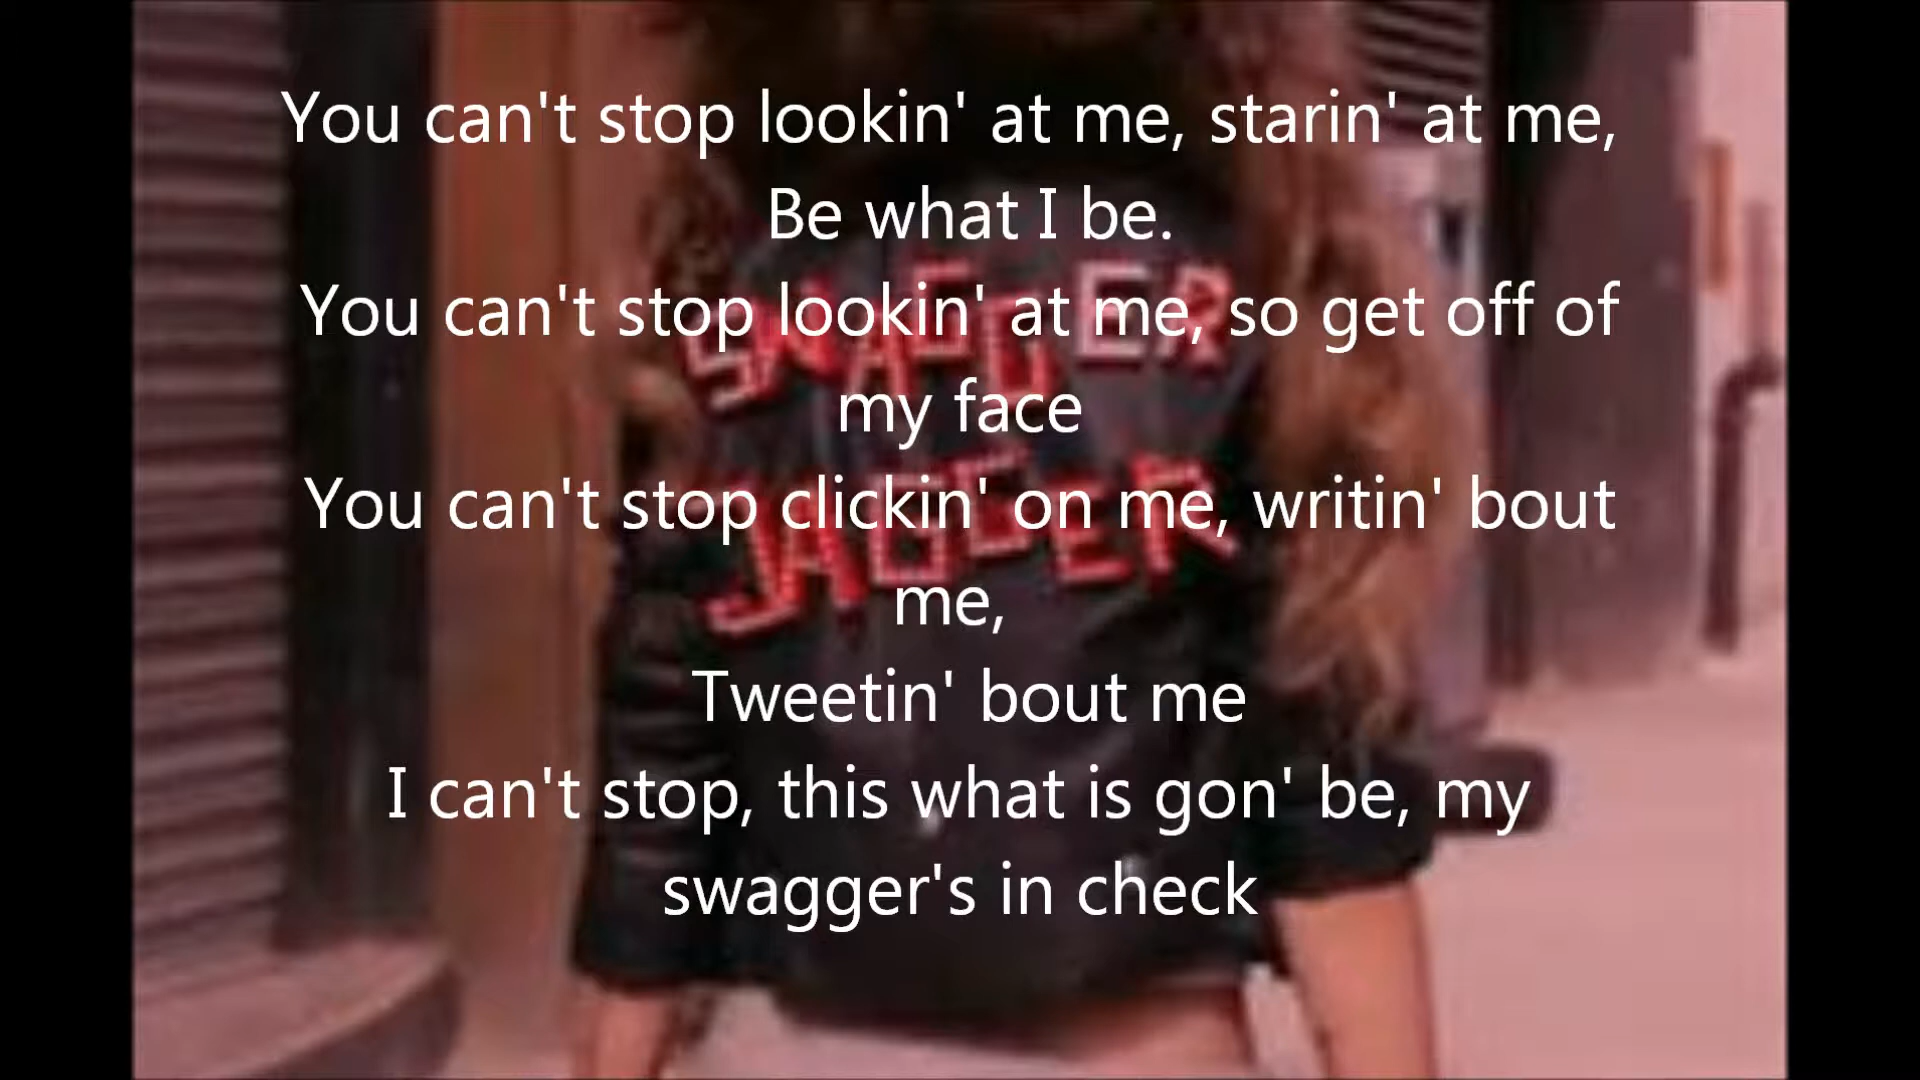 You can't stop lookin' at me, starin' at me,
Be what I be.
You can't stop lookin' at me, so get off of
my face
You can't stop clickin' on me, writin' bout
me,
Tweetin' bout me
I can't stop, this what is gon' be, my
swagger's in check
SWAGGER
JAGGER